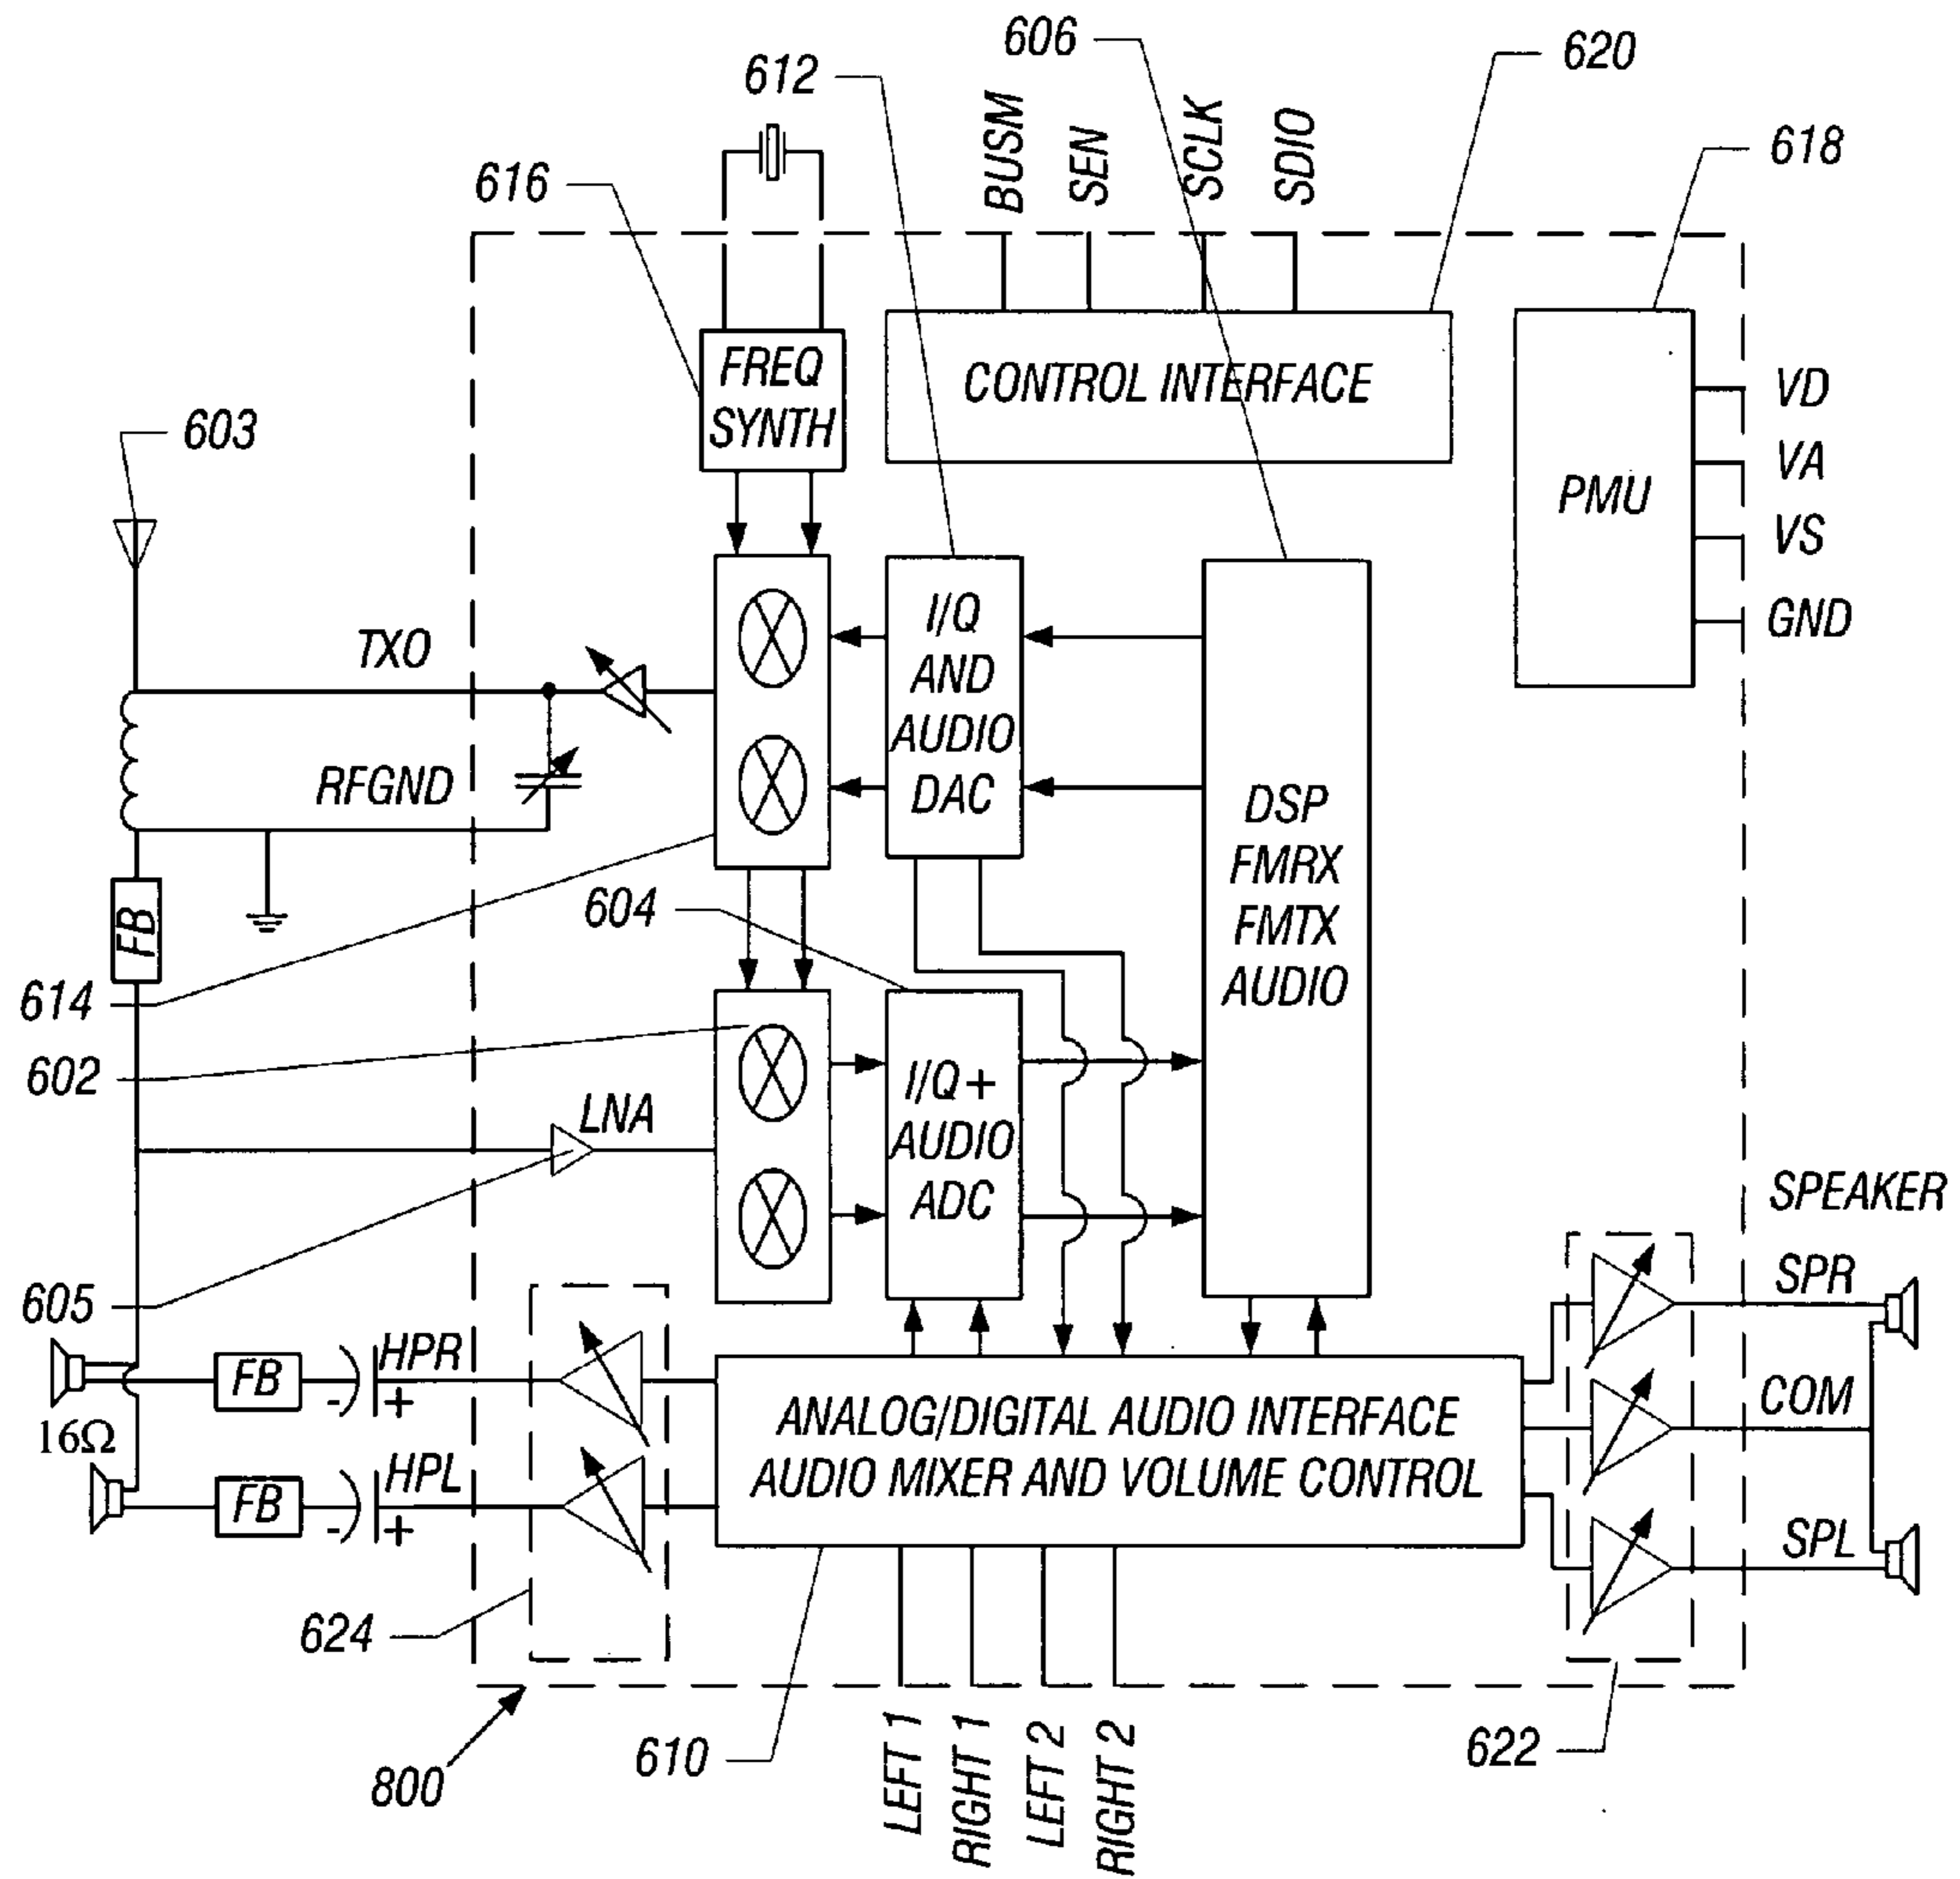 606
620
612
BUSM
SEN
SCLK
SDIO
618
616
FREQ
SYNTH
CONTROL INTERFACE
VD
VA
PMU
VS
GND
603
TXO
RFGND
I/Q
AND
AUDIO
DAC
DSP
FMRX
FMTX
AUDIO
FB
604
614
602
LNA
I/Q+
AUDIO
ADC
605
SPEAKER
SPR
COM
SPL
HPR
FB
- +
16Ω
HPL
FB
- +
ANALOG/DIGITAL AUDIO INTERFACE
AUDIO MIXER AND VOLUME CONTROL
624
800
610
LEFT 1
RIGHT 1
LEFT 2
RIGHT 2
622